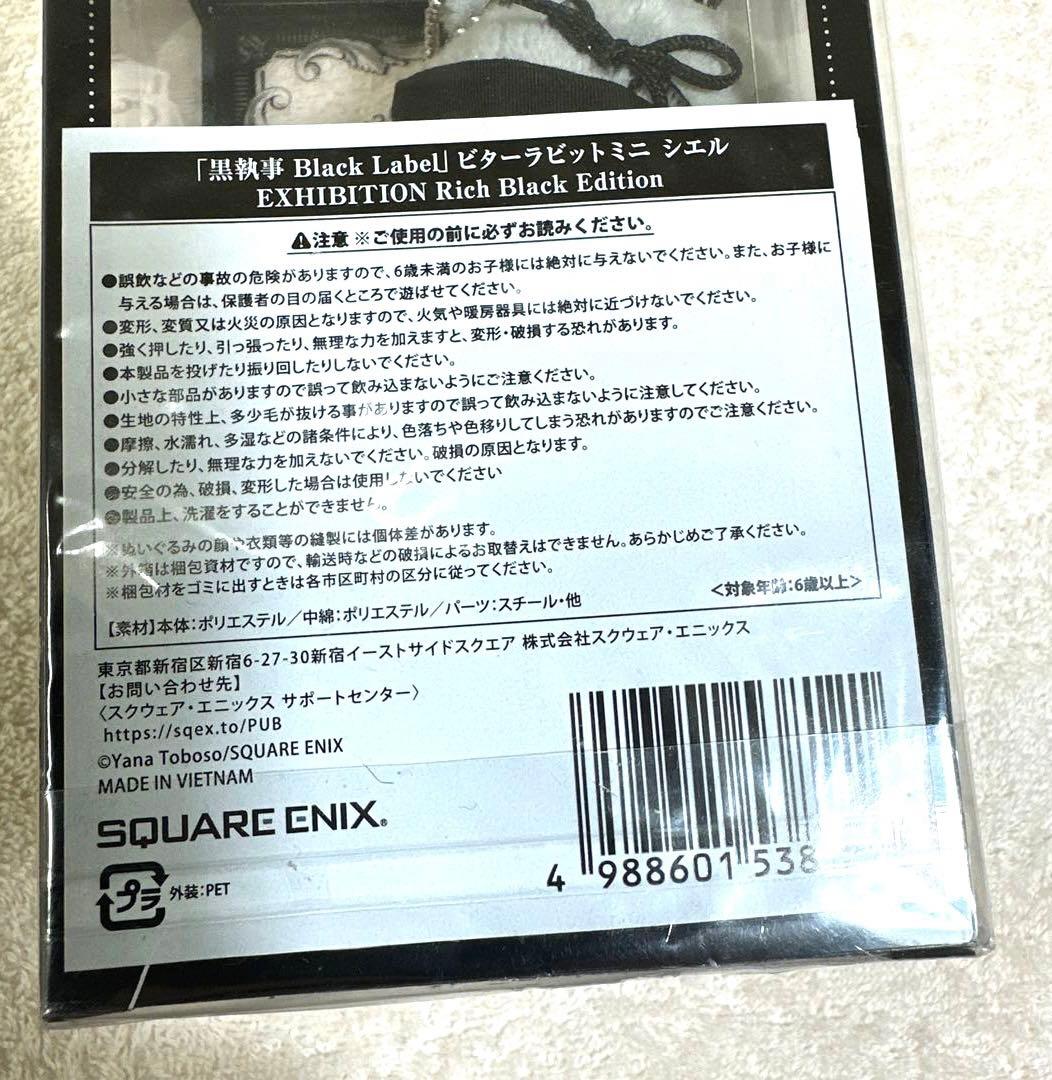 「黒執事 Black Label」ビターラビットミニ シエル
EXHIBITION Rich Black Edition
注意 ※ご使用の前に必ずお読みください。
●誤飲などの事故の危険がありますので、6歳未満のお子様には絶対に与えないでください。また、お子様に
与える場合は、保護者の目の届くところで遊ばせてください。
●変形、変質又は火災の原因となりますので、火気や暖房器具には絶対に近づけないでください。
●強く押したり、引っ張ったり、無理な力を加えますと、変形・破損する恐れがあります。
●本製品を投げたり振り回したりしないでください。
●小さな部品がありますので誤って飲み込まないようにご注意ください。
●生地の特性上、多少毛が抜ける事がありますので誤って飲み込まないように注意してください。
●摩擦、水濡れ、多湿などの諸条件により、色落ちや色移りしてしまう恐れがありますのでご注意ください。
●分解したり、無理な力を加えないでください。破損の原因となります。
●安全の為、破損、変形した場合は使用しないでください
●製品上、洗濯をすることができません。
※ぬいぐるみの顔や衣類等の縫製には個体差があります。
※外箱は梱包資材ですので、輸送時などの破損によるお取替えはできません。あらかじめご了承ください。
※梱包材をゴミに出すときは各市区町村の区分に従ってください。
＜対象年齢:6歳以上＞
【素材】本体:ポリエステル／中綿:ポリエステル／パーツ:スチール・他
東京都新宿区新宿6-27-30新宿イーストサイドスクエア 株式会社スクウェア・エニックス
【お問い合わせ先】
〈スクウェア・エニックス サポートセンター〉
https://sqex.to/PUB
©Yana Toboso/SQUARE ENIX
MADE IN VIETNAM
SQUARE ENIX®
プラ 外装:PET
4 988601 538